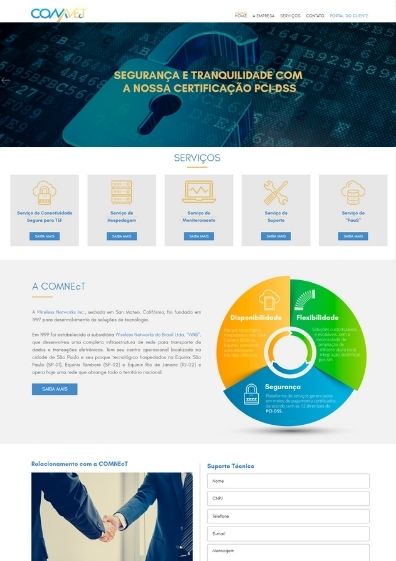 COMNECT
HOME A EMPRESA SERVIÇOS CONTATO PORTAL DO CLIENTE
SEGURANÇA E TRANQUILIDADE COM
A NOSSA CERTIFICAÇÃO PCI-DSS
SERVIÇOS
Serviço de Conectividade
Segura para TEF
SAIBA MAIS
Serviço de
Hospedagem
SAIBA MAIS
Serviço de
Monitoramento
SAIBA MAIS
Serviço de
Suporte
SAIBA MAIS
Serviço de
SAIBA MAIS
A COMNEcT
A Wireless Networks Inc., sediada em San Mateo, Califórnia, foi fundada em
1997 para desenvolvimento de soluções de tecnologia.
Em 1999 foi estabelecida a subsidiária Wireless Networks do Brasil Ltda. "WNB",
que desenvolveu uma completa infraestrutura de rede para transporte de
dados e transações eletrônicas. Tem seu centro operacional localizado na
cidade de São Paulo e seu parque tecnológico hospedado na Equinix São
Paulo (SP-01), Equinix Tamboré (SP-02) e Equinix Rio de Janeiro (RJ-02) e
opera hoje uma rede que abrange todo o território nacional.
SAIBA MAIS
Disponibilidade
Flexibilidade
Segurança
Plataforma de serviço gerenciados
em meios de pagamento certificados
de acordo com as 12 diretrizes do
PCI-DSS.
Relacionamento com a COMNEcT
Suporte Técnico
Nome
CNPJ
Telefone
E-mail
Mensagem